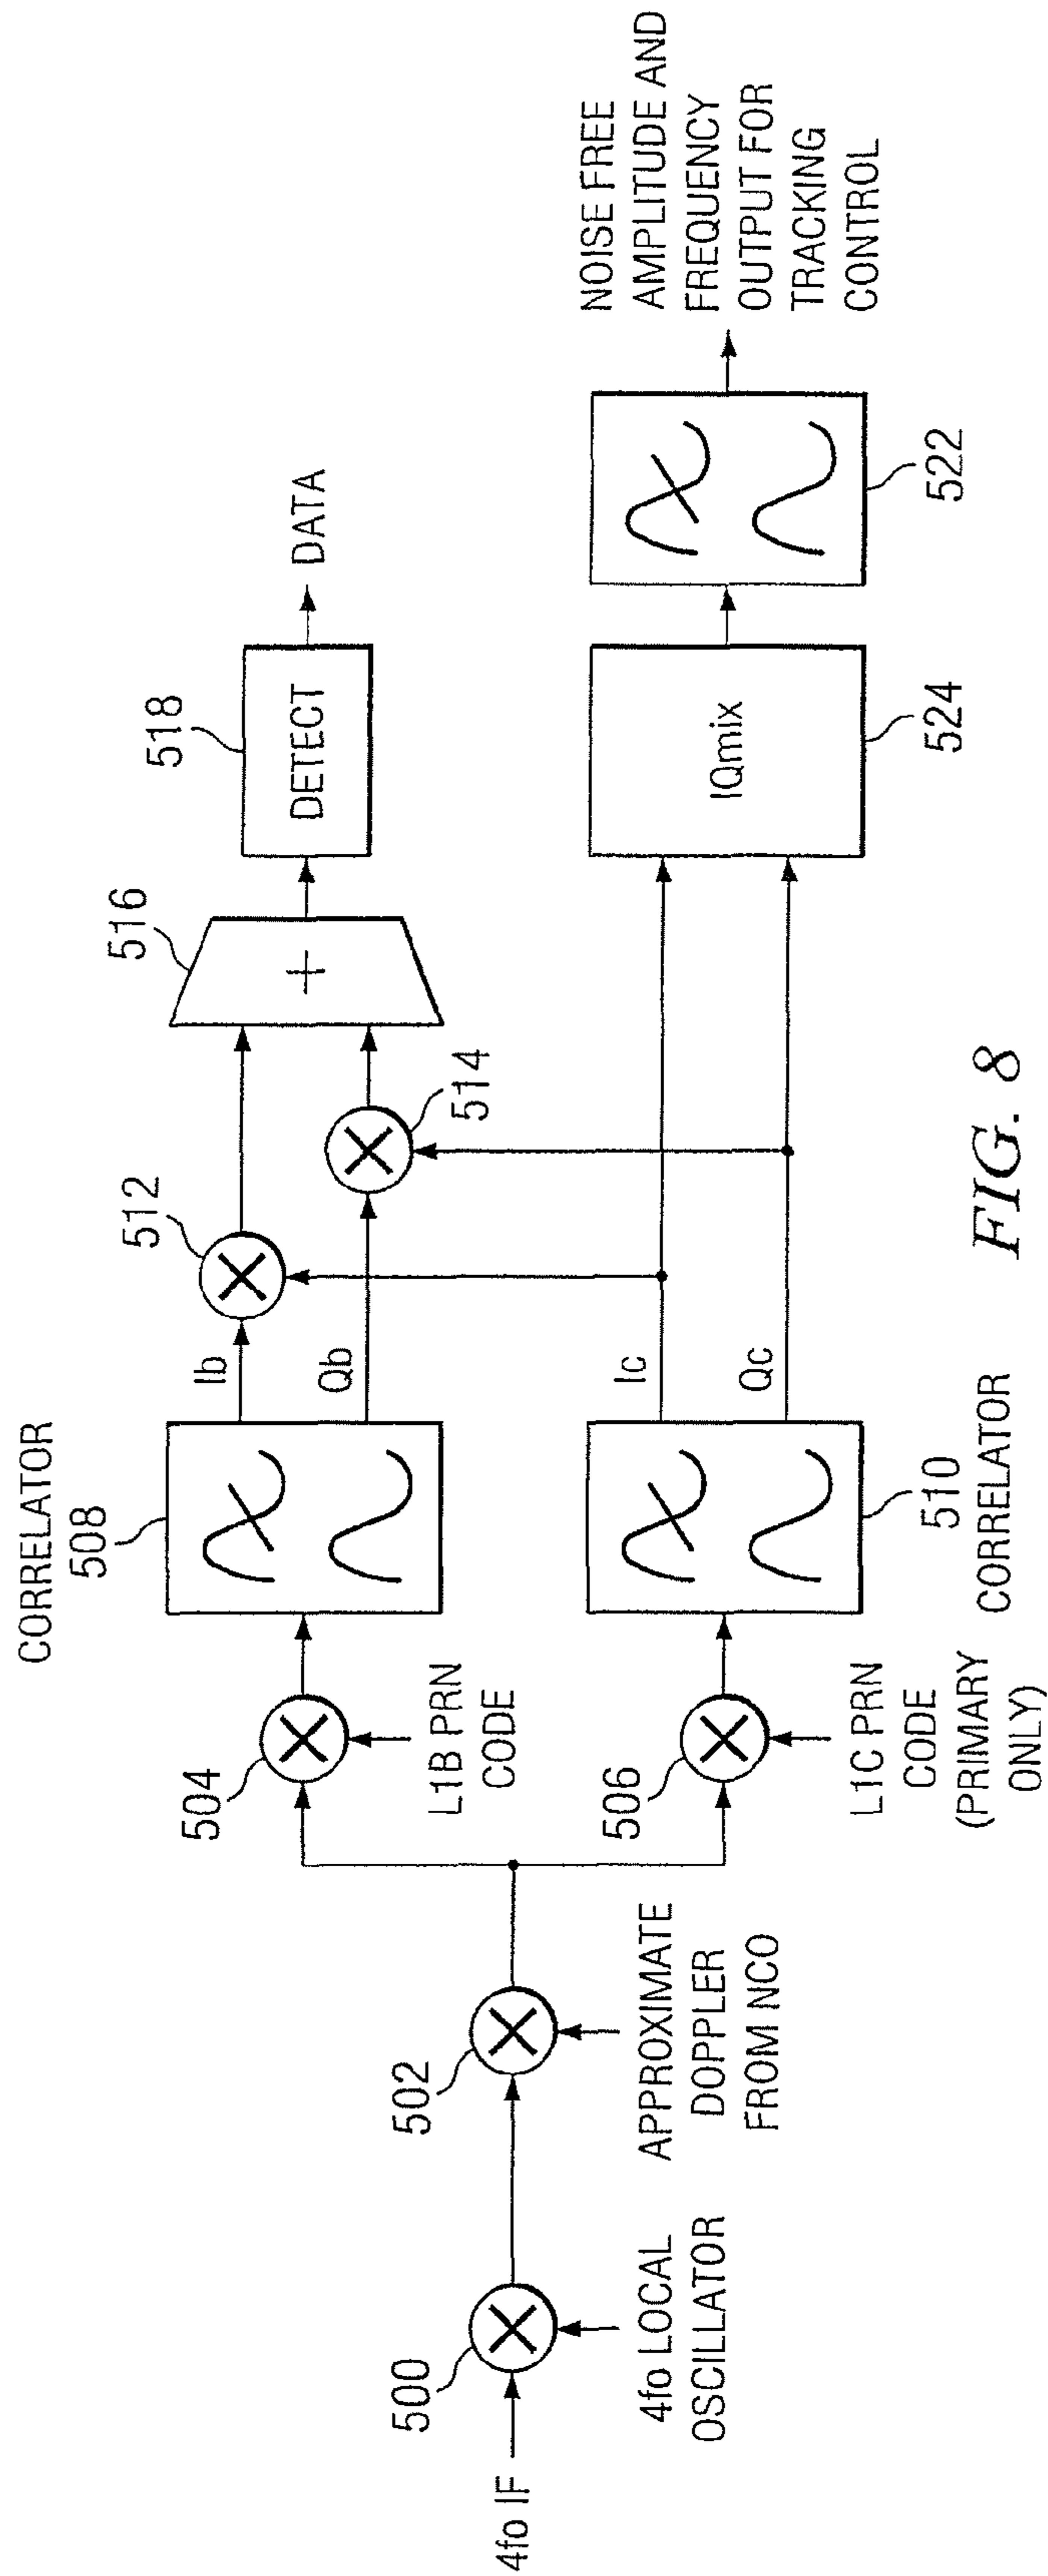 4fo IF
500
4fo LOCAL
OSCILLATOR
502
APPROXIMATE
DOPPLER
FROM NCO
504
L1B PRN
CODE
506
L1C PRN
CODE
(PRIMARY
ONLY)
CORRELATOR
508
510
CORRELATOR
Ib
Qb
Ic
Qc
512
514
516
+
518
DETECT
DATA
IQmix
524
522
NOISE FREE
AMPLITUDE AND
FREQUENCY
OUTPUT FOR
TRACKING
CONTROL
FIG. 8